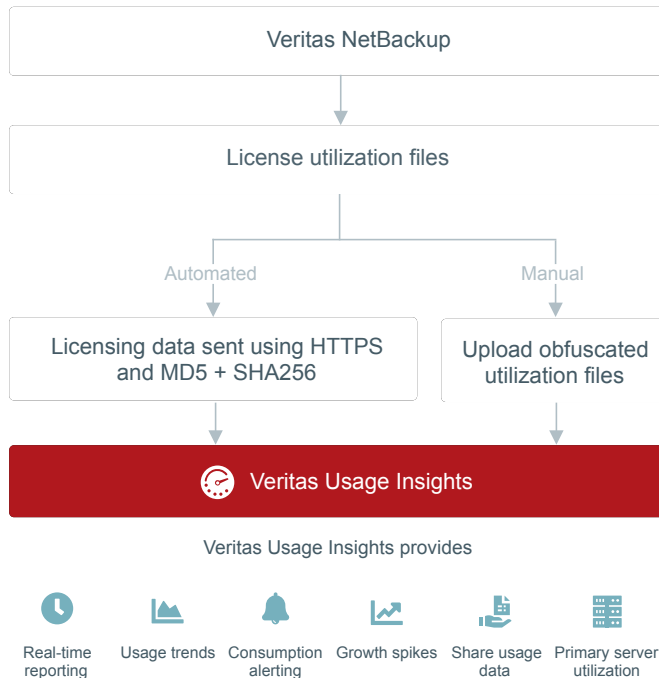 Veritas NetBackup
License utilization files
Automated
Manual
Licensing data sent using HTTPS
and MD5 + SHA256
Upload obfuscated
utilization files
Veritas Usage Insights
Veritas Usage Insights provides
Real-time
reporting
Usage trends
Consumption
alerting
Growth spikes
Share usage
data
Primary server
utilization